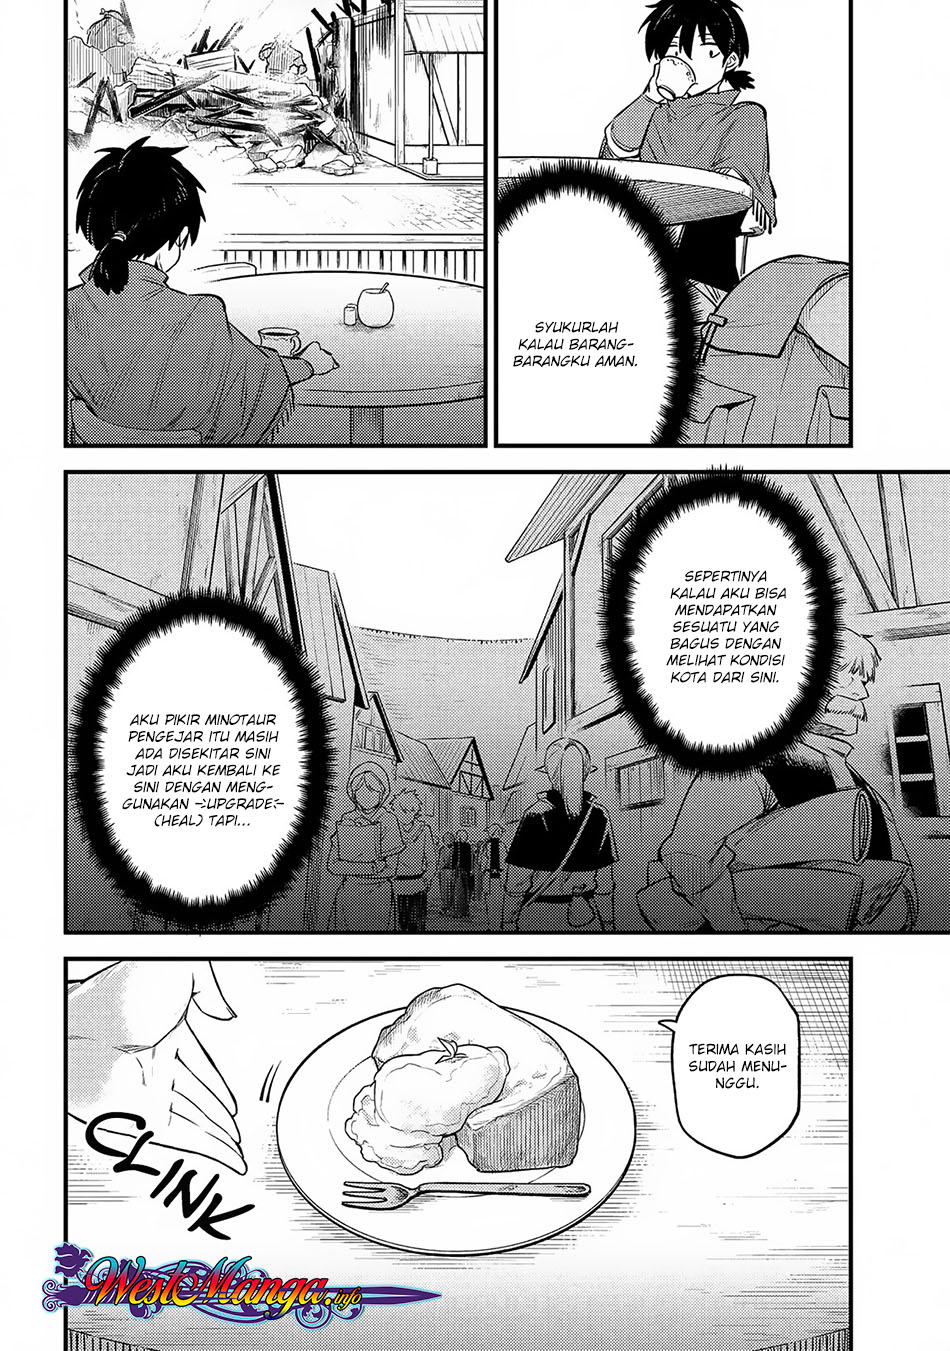 SYUKURLAH
KALAU BARANG-
BARANGKU AMAN.
SEPERTINYA
KALAU AKU BISA
MENDAPATKAN
SESUATU YANG
BAGUS DENGAN
MELIHAT KONDISI
KOTA DARI SINI.
AKU PIKIR MINOTAUR
PENGEJAR ITU MASIH
ADA DISEKITAR SINI
JADI AKU KEMBALI KE
SINI DENGAN MENG-
GUNAKAN -:UPGRADE:-
(HEAL) TAPI...
TERIMA KASIH
SUDAH MENU-
NGGU.
CLINK
WestManga.info